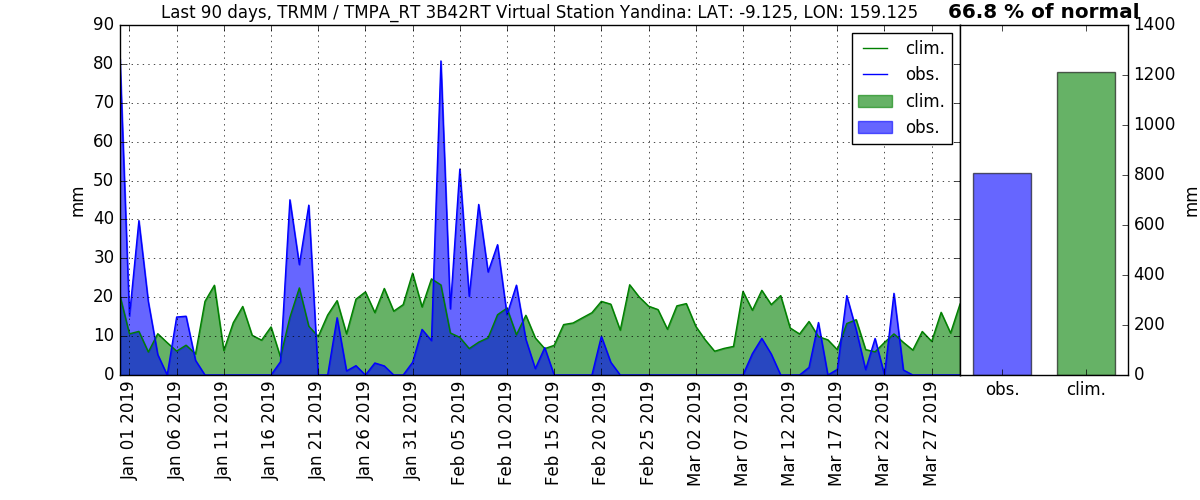 Last 90 days, TRMM / TMPA_RT 3B42RT Virtual Station Yandina: LAT: -9.125, LON: 159.125
66.8 % of normal
90
80
70
60
50
40
30
20
10
0
mm
clim.
obs.
clim.
obs.
Jan 01 2019
Jan 06 2019
Jan 11 2019
Jan 16 2019
Jan 21 2019
Jan 26 2019
Jan 31 2019
Feb 05 2019
Feb 10 2019
Feb 15 2019
Feb 20 2019
Feb 25 2019
Mar 02 2019
Mar 07 2019
Mar 12 2019
Mar 17 2019
Mar 22 2019
Mar 27 2019
1400
1200
1000
800
600
400
200
0
mm
obs.
clim.